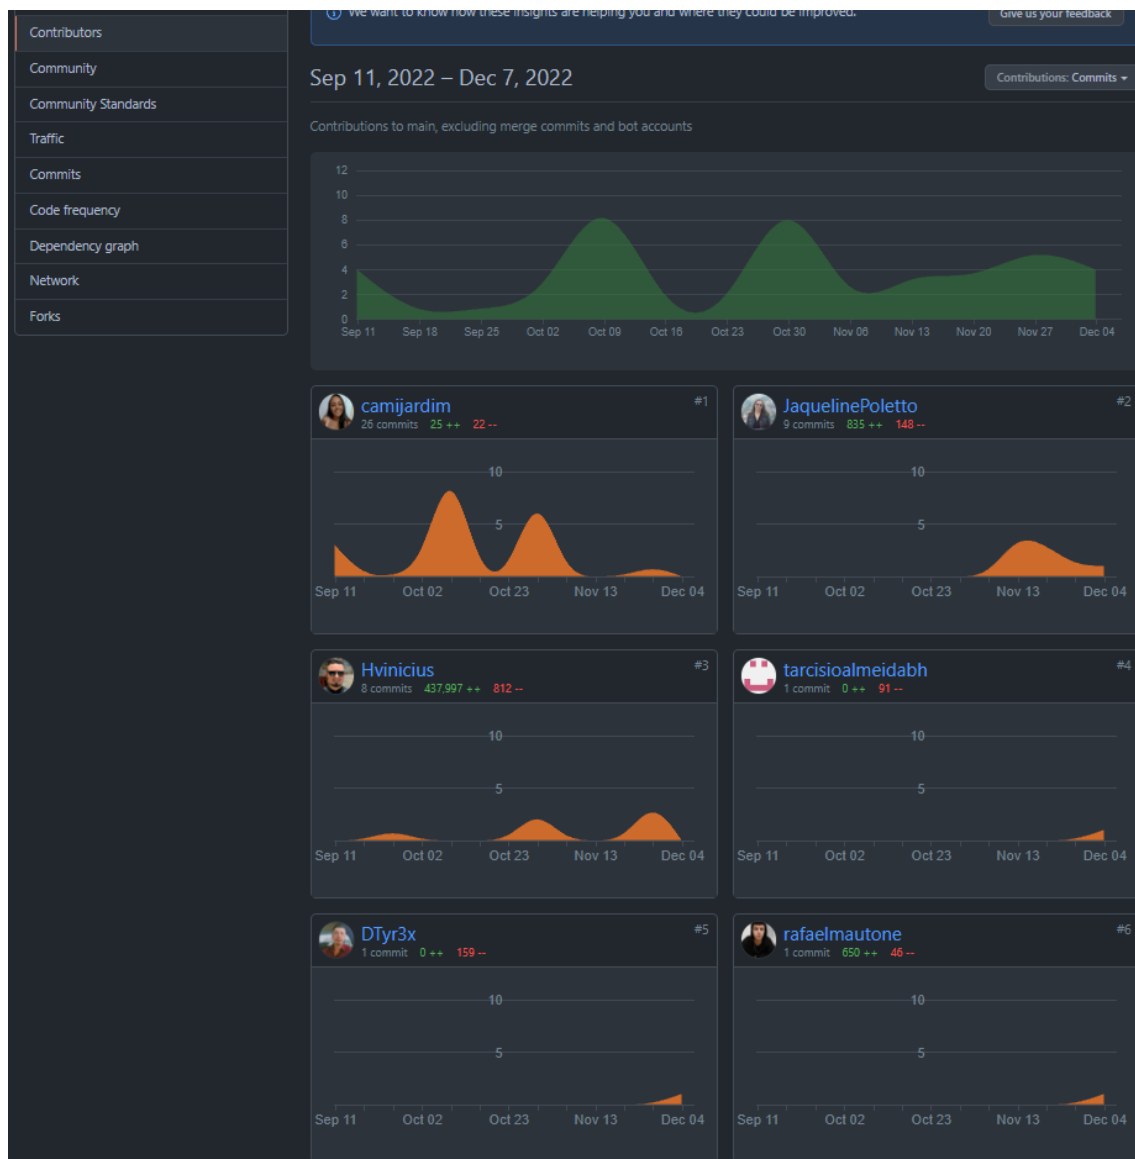 Contributors
Community
Community Standards
Traffic
Commits
Code frequency
Dependency graph
Network
Forks
We want to know how these insights are helping you and where they could be improved.
Give us your feedback
Sep 11, 2022 – Dec 7, 2022
Contributions: Commits
Contributions to main, excluding merge commits and bot accounts
12
10
8
6
4
2
0
Sep 11 Sep 18 Sep 25 Oct 02 Oct 09 Oct 16 Oct 23 Oct 30 Nov 06 Nov 13 Nov 20 Nov 27 Dec 04
camijardim #1
26 commits 25 ++ 22 --
10
5
Sep 11 Oct 02 Oct 23 Nov 13 Dec 04
JaquelinePoletto #2
9 commits 835 ++ 148 --
10
5
Sep 11 Oct 02 Oct 23 Nov 13 Dec 04
Hvinicius #3
8 commits 437,997 ++ 812 --
10
5
Sep 11 Oct 02 Oct 23 Nov 13 Dec 04
tarcisioalmeidabh #4
1 commit 0 ++ 91 --
10
5
Sep 11 Oct 02 Oct 23 Nov 13 Dec 04
DTyr3x #5
1 commit 0 ++ 159 --
10
5
Sep 11 Oct 02 Oct 23 Nov 13 Dec 04
rafaelmautone #6
1 commit 650 ++ 46 --
10
5
Sep 11 Oct 02 Oct 23 Nov 13 Dec 04